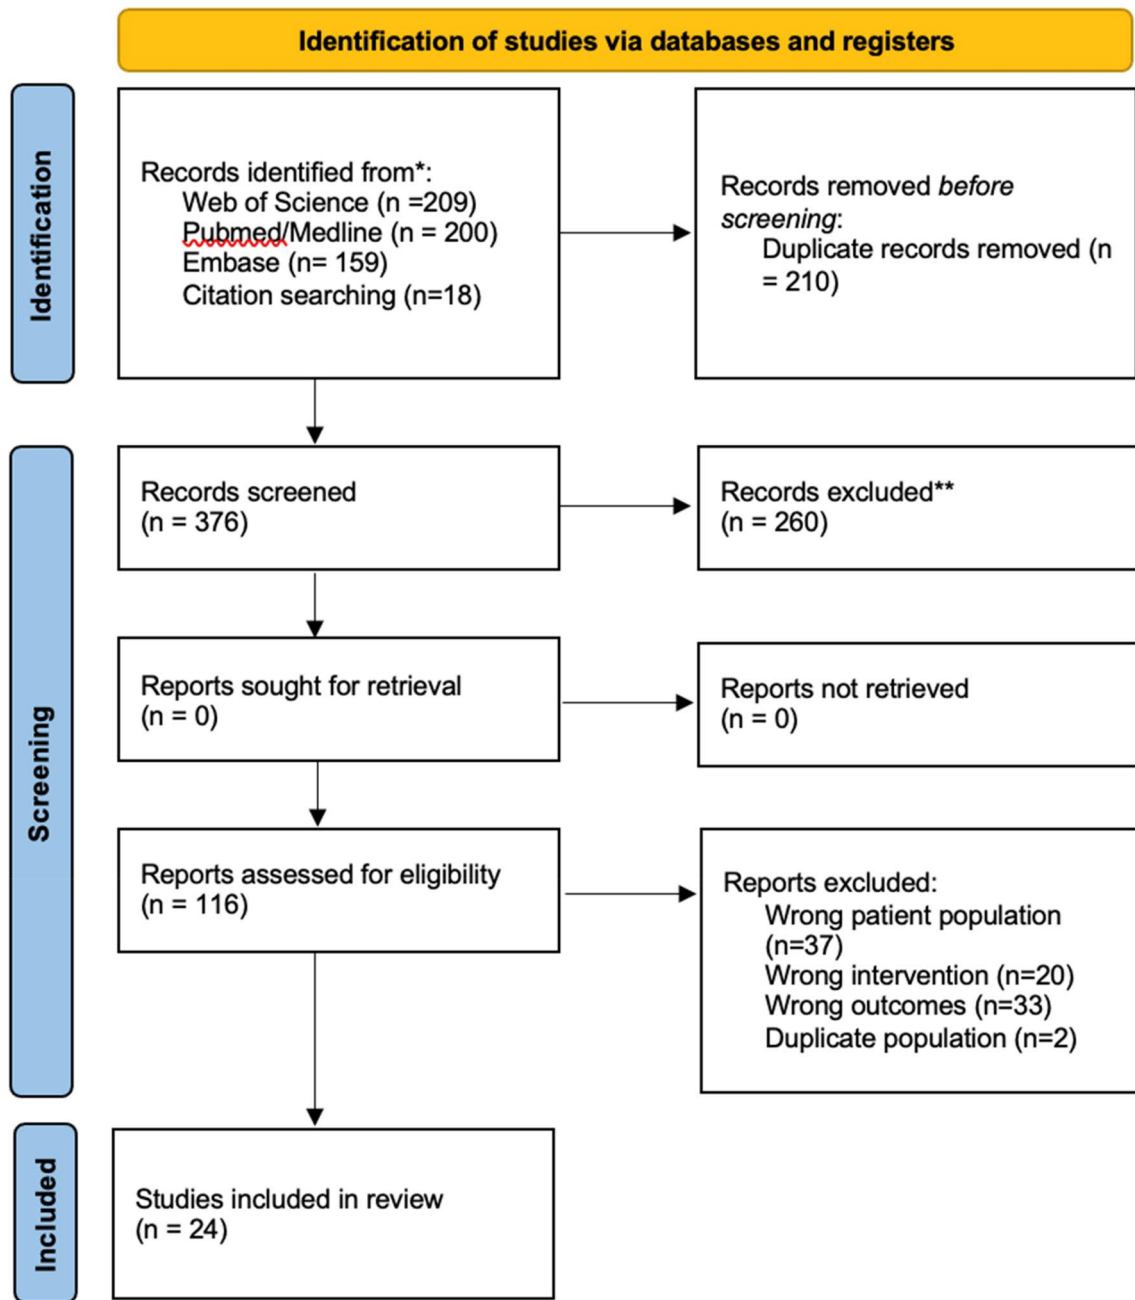 Identification of studies via databases and registers
Identification
Records identified from*:
Web of Science (n =209)
Pubmed/Medline (n = 200)
Embase (n= 159)
Citation searching (n=18)
Records removed before
screening:
Duplicate records removed (n
= 210)
Screening
Records screened
(n = 376)
Records excluded**
(n = 260)
Reports sought for retrieval
(n = 0)
Reports not retrieved
(n = 0)
Reports assessed for eligibility
(n = 116)
Reports excluded:
Wrong patient population
(n=37)
Wrong intervention (n=20)
Wrong outcomes (n=33)
Duplicate population (n=2)
Included
Studies included in review
(n = 24)